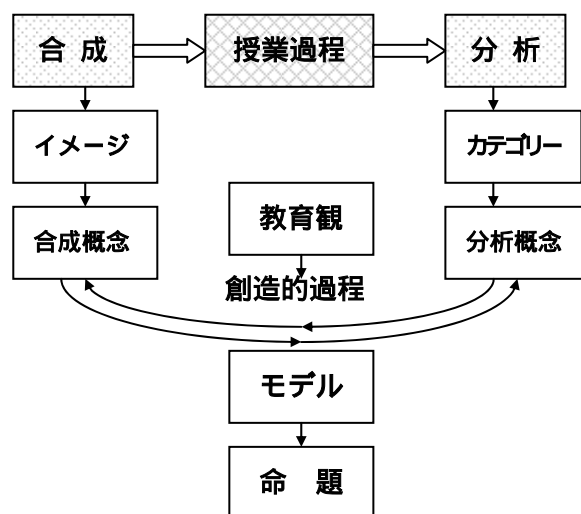 合 成
授業過程
分 析
イメージ
カテゴリー
教育観
合成概念
分析概念
創造的過程
モデル
命 題